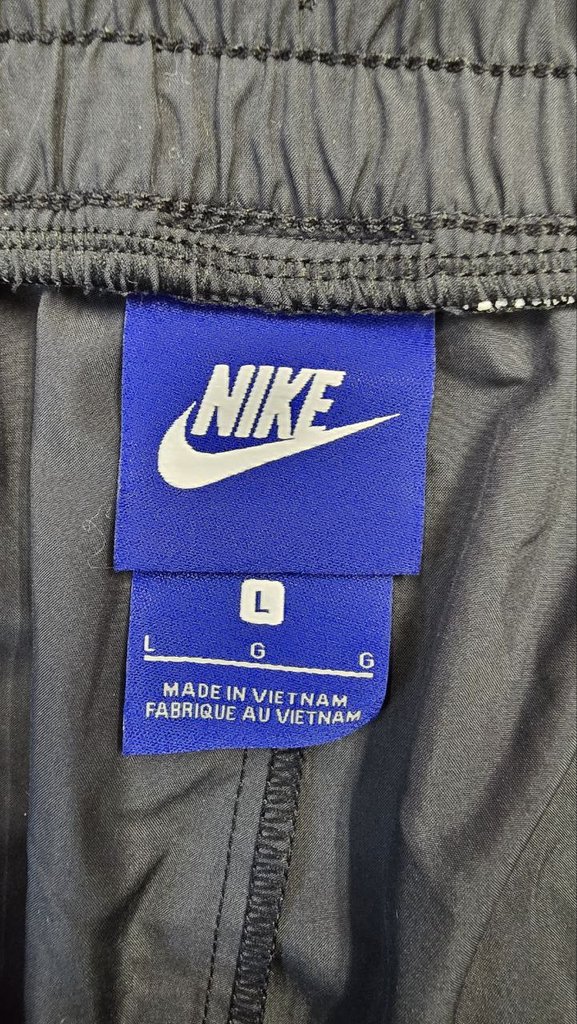 NIKE
L
L G G
MADE IN VIETNAM
FABRIQUE AU VIETNAM